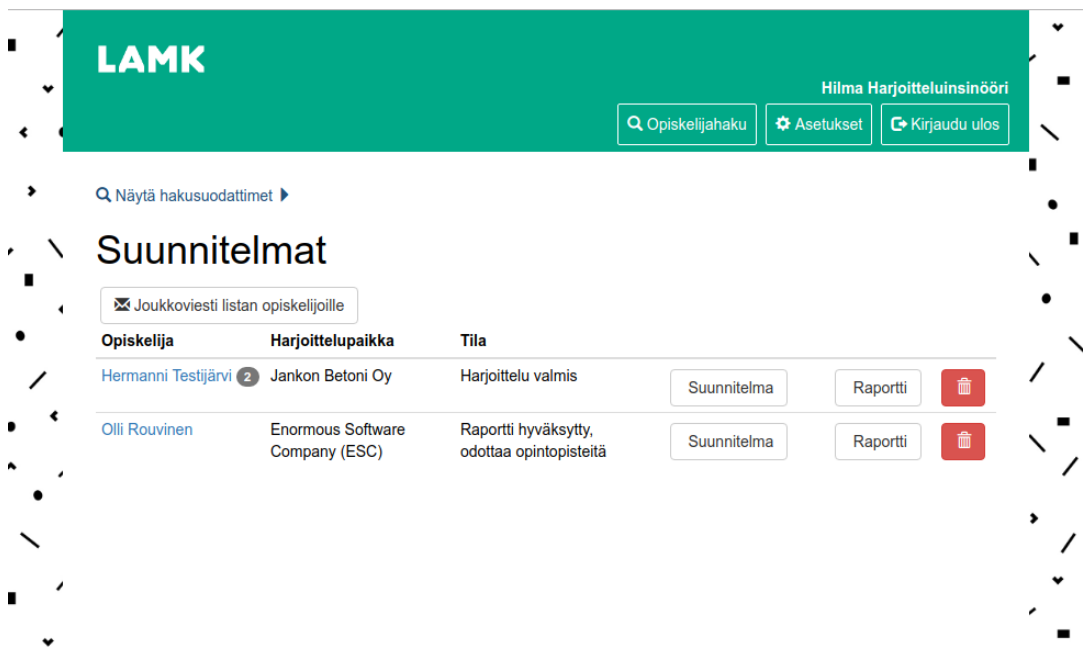 LAMK
Hilma Harjoitteluinsinööri
Opiskelijahaku Asetukset Kirjaudu ulos
Näytä hakusuodattimet
Suunnitelmat
Joukkoviesti listan opiskelijoille
Opiskelija Harjoittelupaikka Tila
Hermanni Testijärvi 2 Jankon Betoni Oy Harjoittelu valmis Suunnitelma Raportti
Olli Rouvinen Enormous Software Raportti hyväksytty, Suunnitelma Raportti
Company (ESC) odottaa opintopisteitä